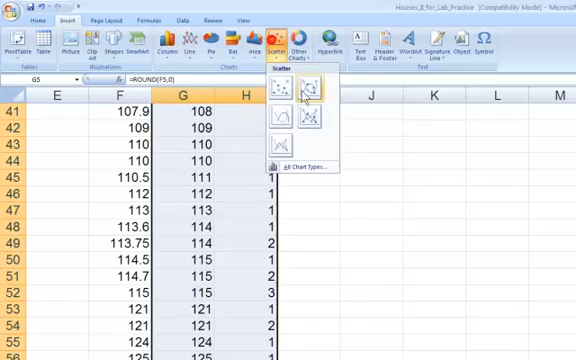 Houses_B_for_Lab_Practice [Compatibility Mode] -
Home Insert Page Layout Formulas Data Review View
PivotTable Table Picture Clip Art Shapes SmartArt Column Line Pie Bar Area Scatter Other Charts Hyperlink Text Box Header & Footer WordArt Signature Line Object Symbol
Tables Illustrations Charts Text
Scatter
G5 fx =ROUND(F5,0)
E F G H J K L M
41 107.9 108
42 109 109
43 110 110
44 110 110
45 110.5 111 1
46 112 112 1
47 113 113 1
48 113.6 114 1
49 113.75 114 2
50 114.5 115 1
51 114.7 115 2
52 115 115 3
53 121 121 1
54 121 121 2
55 124 124 1
56 125 125 1
All Chart Types...